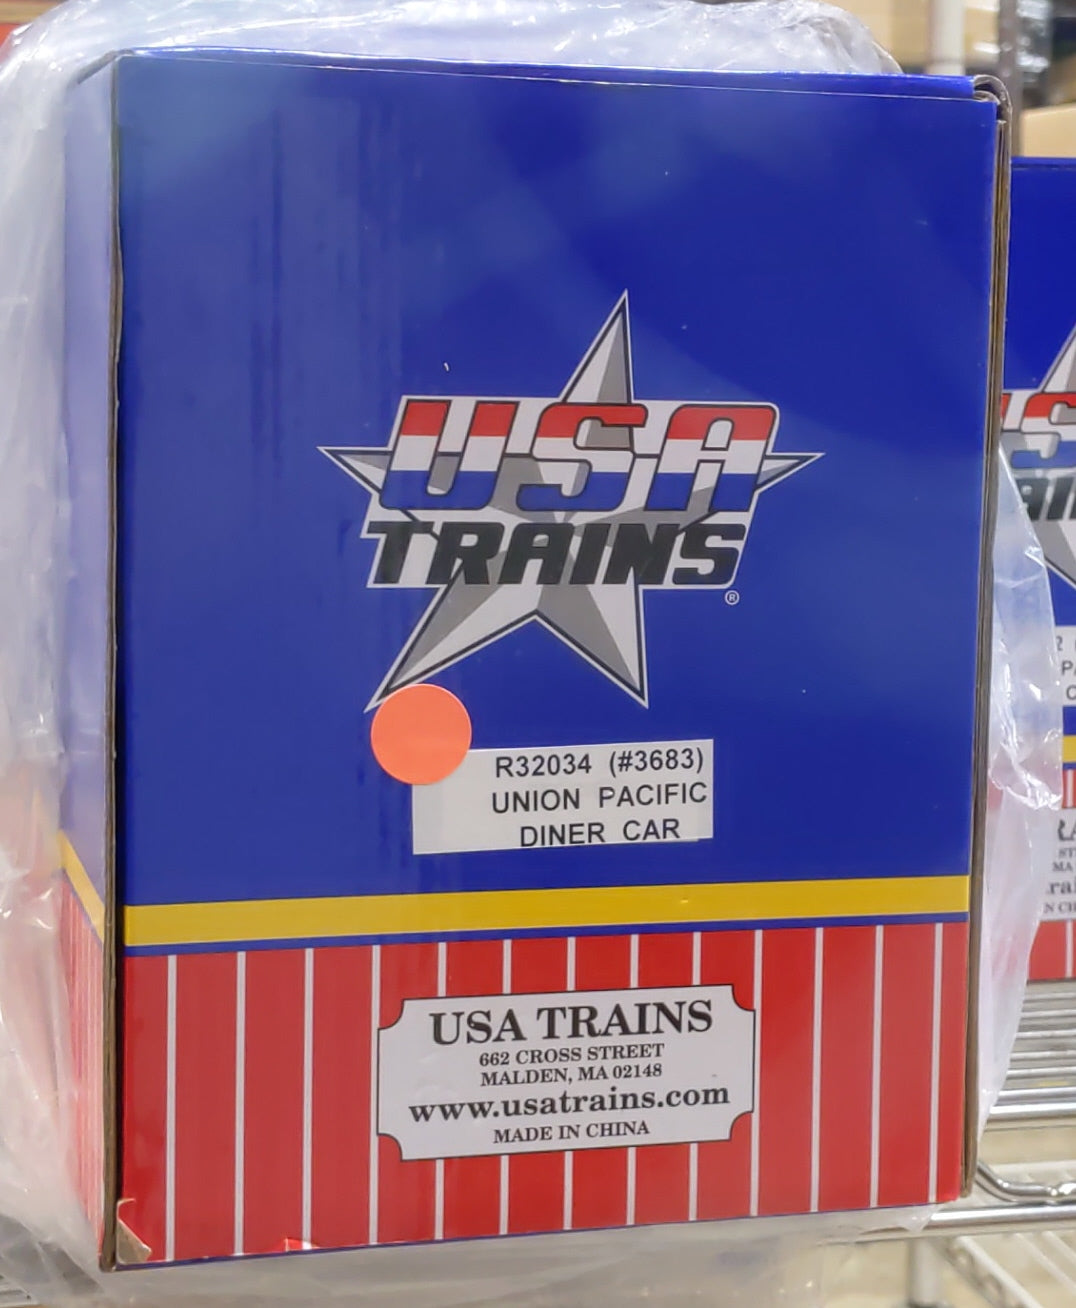 USA
TRAINS
®
R32034 (#3683)
UNION PACIFIC
DINER CAR
USA TRAINS
662 CROSS STREET
MALDEN, MA 02148
www.usatrains.com
MADE IN CHINA